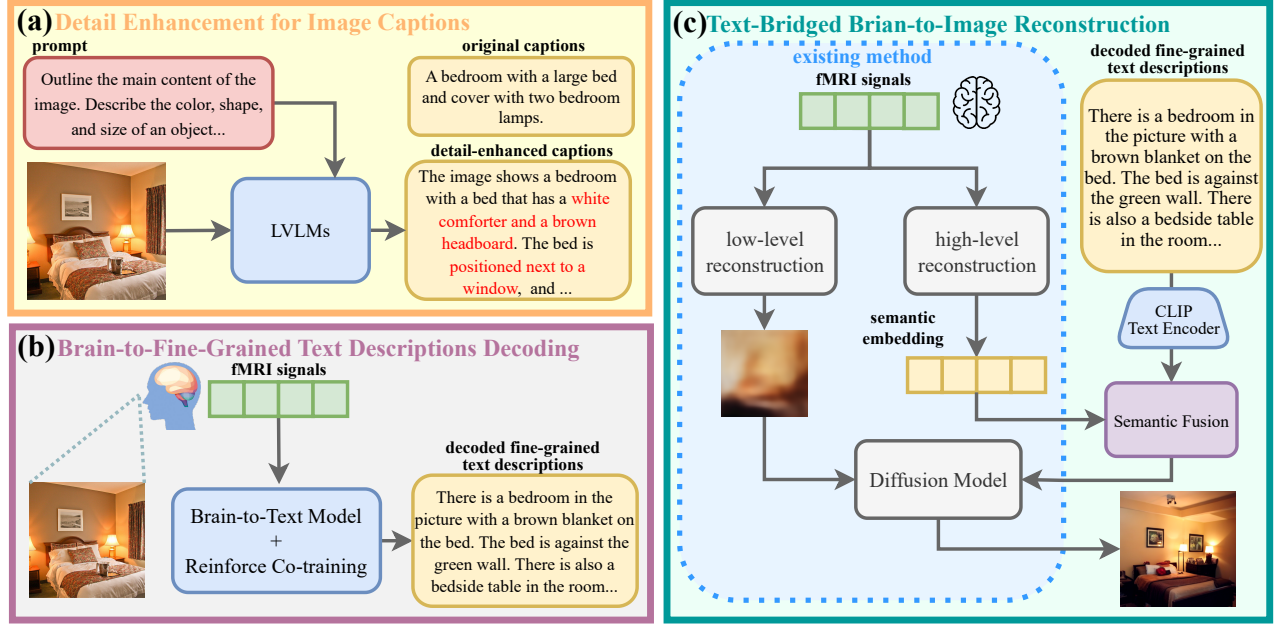 (a) Detail Enhancement for Image Captions
prompt
Outline the main content of the
image. Describe the color, shape,
and size of an object...
LVLMs
original captions
A bedroom with a large bed
and cover with two bedroom
lamps.
detail-enhanced captions
The image shows a bedroom
with a bed that has a white
comforter and a brown
headboard. The bed is
positioned next to a
window, and ...
(b) Brain-to-Fine-Grained Text Descriptions Decoding
fMRI signals
Brain-to-Text Model
+
Reinforce Co-training
decoded fine-grained
text descriptions
There is a bedroom in the
picture with a brown blanket on
the bed. The bed is against the
green wall. There is also a
bedside table in the room...
(c) Text-Bridged Brian-to-Image Reconstruction
existing method
fMRI signals
low-level
reconstruction
high-level
reconstruction
semantic
embedding
Diffusion Model
decoded fine-grained
text descriptions
There is a bedroom in
the picture with a
brown blanket on the
bed. The bed is against
the green wall. There
is also a bedside table
in the room...
CLIP
Text Encoder
Semantic Fusion